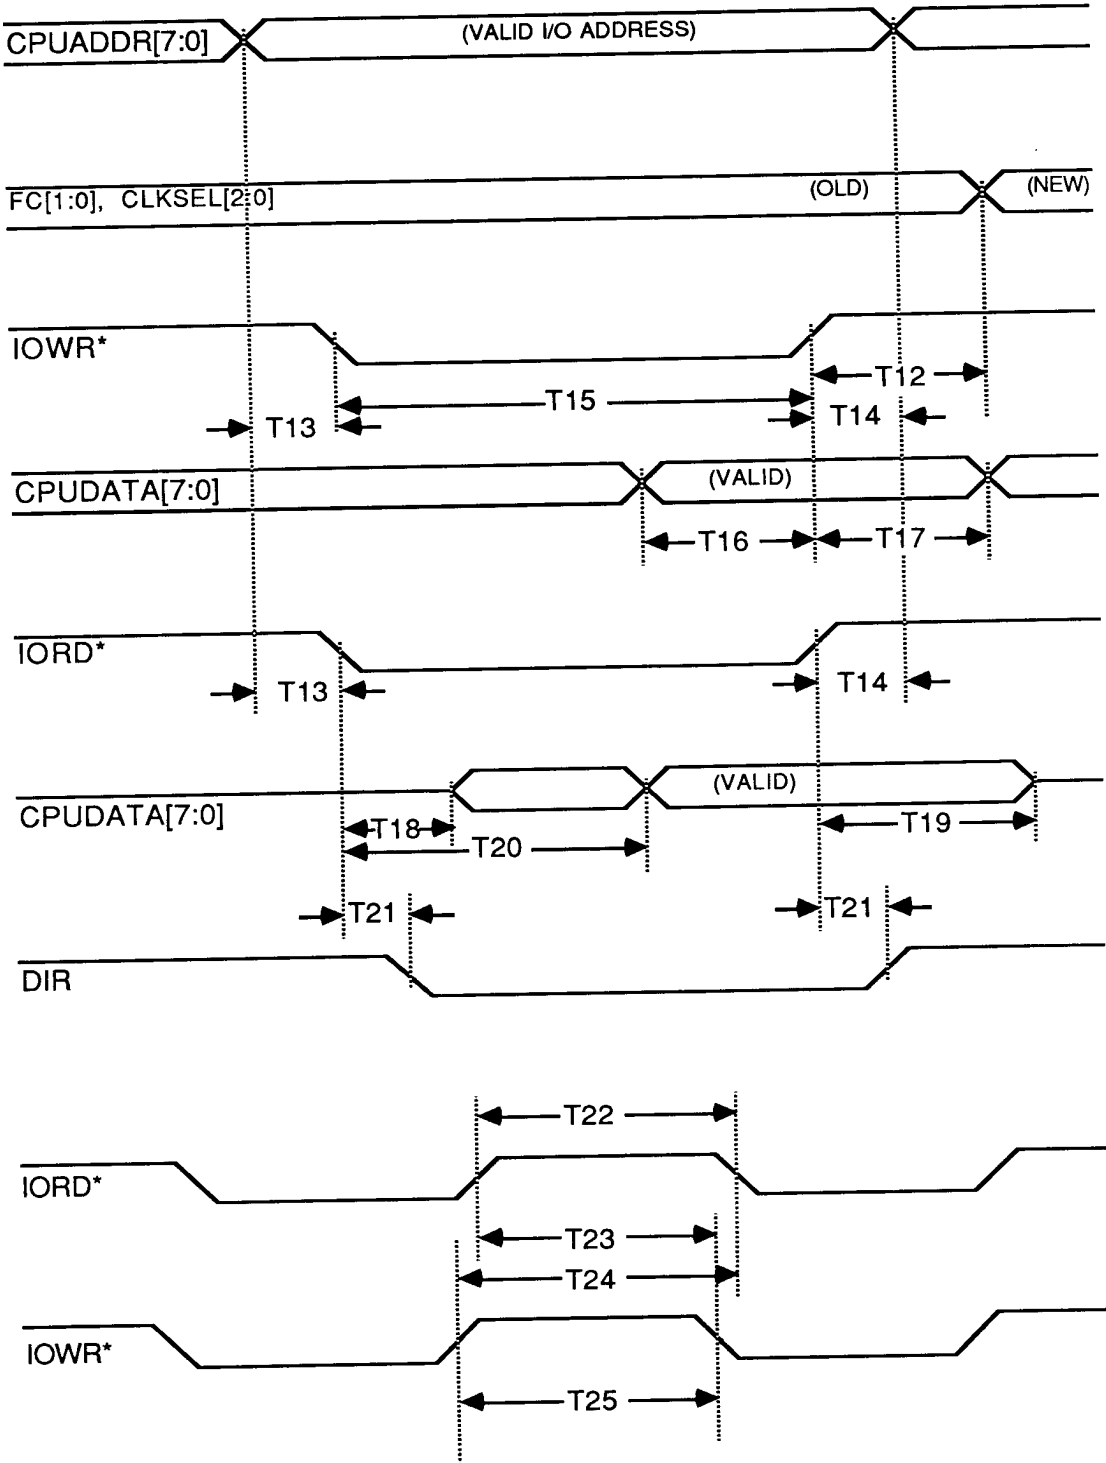 CPUADDR[7:0]
(VALID I/O ADDRESS)
FC[1:0], CLKSEL[2:0]
(OLD)
(NEW)
IOWR*
T12
T15
T13
T14
CPUDATA[7:0]
(VALID)
T16
T17
IORD*
T13
T14
CPUDATA[7:0]
(VALID)
T18
T19
T20
T21
T21
DIR
T22
IORD*
T23
T24
IOWR*
T25